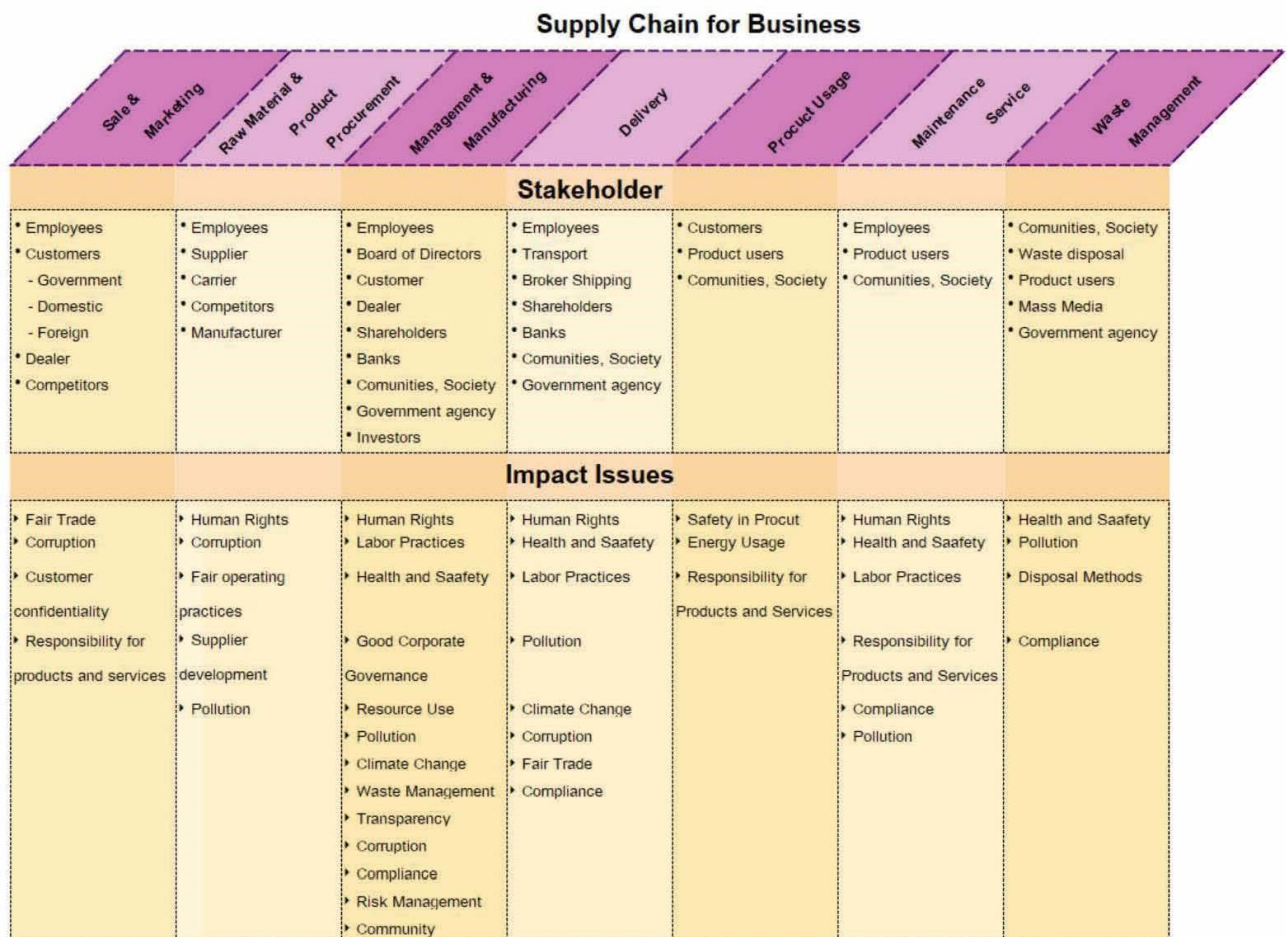 Supply Chain for Business
Sale &
Marketing
Raw Material &
Product
Procurement
Management &
Manufacturing
Delivery
Procuct Usage
Maintenance
Service
Waste
Management
Stakeholder
• Employees
• Customers
- Government
- Domestic
- Foreign
• Dealer
• Competitors
• Employees
• Supplier
• Carrier
• Competitors
• Manufacturer
• Employees
• Board of Directors
• Customer
• Dealer
• Shareholders
• Banks
• Comunities, Society
• Government agency
• Investors
• Employees
• Transport
• Broker Shipping
• Shareholders
• Banks
• Comunities, Society
• Government agency
• Customers
• Product users
• Comunities, Society
• Employees
• Product users
• Comunities, Society
• Comunities, Society
• Waste disposal
• Product users
• Mass Media
• Government agency
Impact Issues
‣ Fair Trade
‣ Corruption
‣ Customer
confidentiality
‣ Responsibility for
products and services
‣ Human Rights
‣ Corruption
‣ Fair operating
practices
‣ Supplier
development
‣ Pollution
‣ Human Rights
‣ Labor Practices
‣ Health and Saafety
‣ Good Corporate
Governance
‣ Resource Use
‣ Pollution
‣ Climate Change
‣ Waste Management
‣ Transparency
‣ Corruption
‣ Compliance
‣ Risk Management
‣ Community
‣ Human Rights
‣ Health and Saafety
‣ Labor Practices
‣ Pollution
‣ Climate Change
‣ Corruption
‣ Fair Trade
‣ Compliance
‣ Safety in Procut
‣ Energy Usage
‣ Responsibility for
Products and Services
‣ Human Rights
‣ Health and Saafety
‣ Labor Practices
‣ Responsibility for
Products and Services
‣ Compliance
‣ Pollution
‣ Health and Saafety
‣ Pollution
‣ Disposal Methods
‣ Compliance